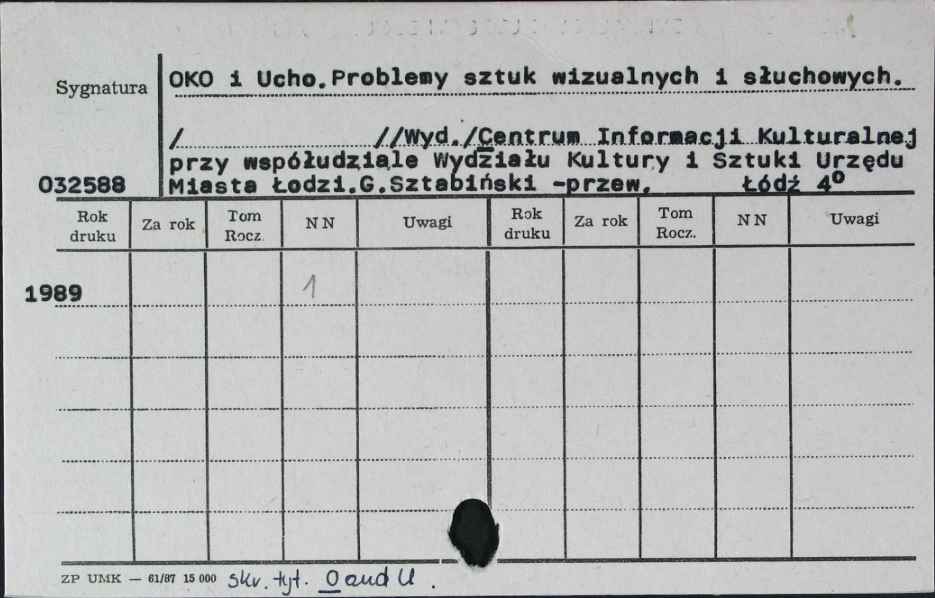 Sygnatura OKO i Ucho.Problemy sztuk wizualnych i słuchowych.
/ //Wyd./Centrum Informacji Kulturalnej
przy współudziale Wydziału Kultury i Sztuki Urzędu
032588 Miasta Łodzi.G.Sztabiński -przew. Łódź 4º
Rok druku Za rok Tom Rocz. N N Uwagi Rok druku Za rok Tom Rocz. N N Uwagi
1989 1
ZP UMK — 61/87 15 000 skr. tyt. O and U .